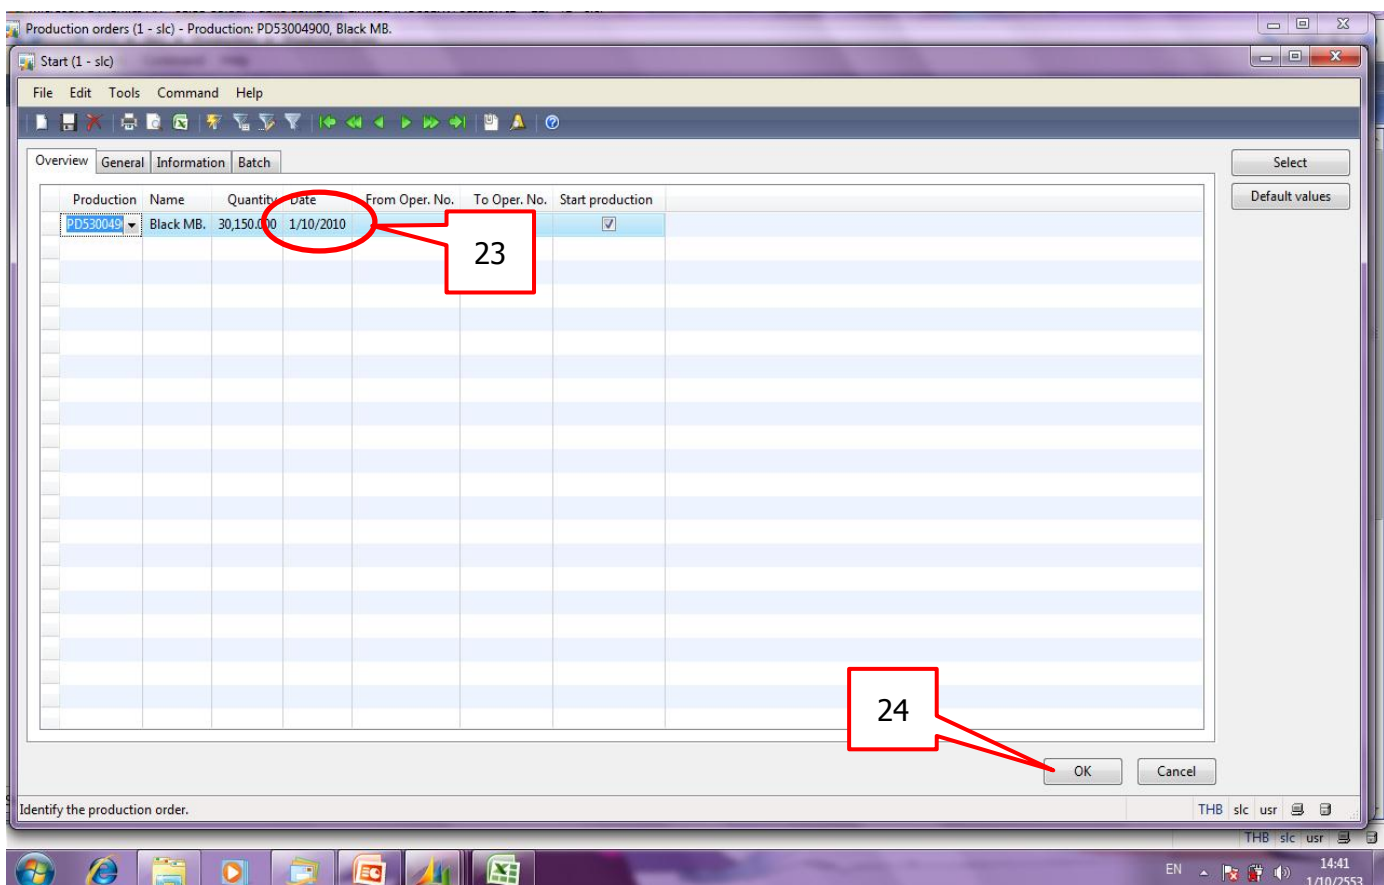 Production orders (1 - slc) - Production: PD53004900, Black MB.
Start (1 - slc)
File Edit Tools Command Help
Overview General Information Batch
Select
Default values
Production Name Quantity Date From Oper. No. To Oper. No. Start production
PD530049 Black MB. 30,150.000 1/10/2010
23
24
OK Cancel
Identify the production order.
THB slc usr
THB slc usr
EN
14:41
1/10/2553